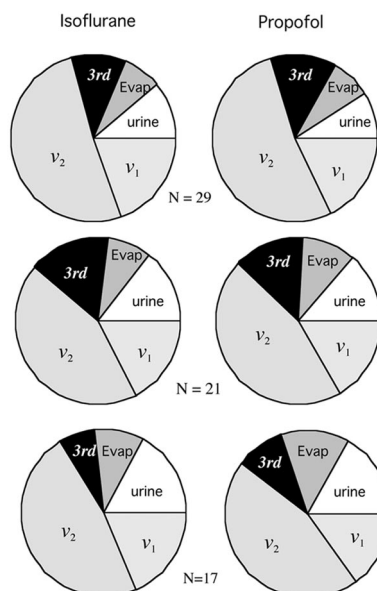 Isoflurane Propofol
3rd Evap urine v1 v2
3rd Evap urine v1 v2
N = 29
3rd Evap urine v1 v2
3rd Evap urine v1 v2
N = 21
3rd Evap urine v1 v2
3rd Evap urine v1 v2
N=17